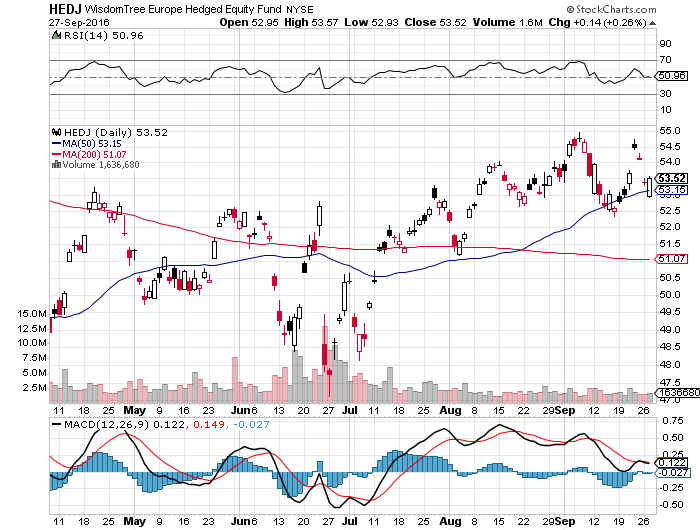 HEDJ WisdomTree Europe Hedged Equity Fund NYSE © StockCharts.com
27-Sep-2016 Open 52.95 High 53.57 Low 52.93 Close 53.52 Volume 1.6M Chg +0.14 (+0.26%)
RSI(14) 50.96
90
70
50.96
30
10
HEDJ (Daily) 53.52
MA(50) 53.15
MA(200) 51.07
Volume 1,636,680
55.0
54.5
54.0
53.52
53.15
53.0
52.5
52.0
51.5
51.07
50.5
50.0
49.5
49.0
48.5
48.0
47.5
47.0
15.0M
12.5M
10.0M
7.5M
5.0M
2.5M
1636680
11 18 25 May 9 16 23 Jun 13 20 27 Jul 11 18 25 Aug 8 15 22 29 Sep 12 19 26
MACD(12,26,9) 0.122, 0.149, -0.027
0.75
0.50
0.25
0.122
-0.027
-0.25
-0.50
11 18 25 May 9 16 23 Jun 13 20 27 Jul 11 18 25 Aug 8 15 22 29 Sep 12 19 26